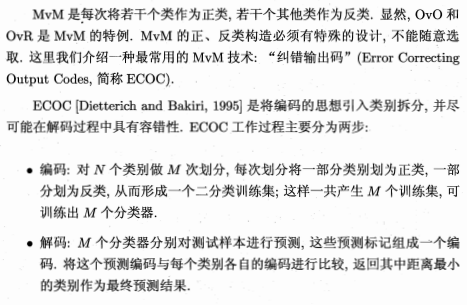 MvM 是每次将若干个类作为正类, 若干个其他类作为反类. 显然, OvO 和
OvR 是 MvM 的特例. MvM 的正、反类构造必须有特殊的设计, 不能随意选
取. 这里我们介绍一种最常用的 MvM 技术: “纠错输出码” (Error Correcting
Output Codes, 简称 ECOC).
ECOC [Dietterich and Bakiri, 1995] 是将编码的思想引入类别拆分, 并尽
可能在解码过程中具有容错性. ECOC 工作过程主要分为两步:
• 编码: 对 N 个类别做 M 次划分, 每次划分将一部分类别划为正类, 一部
分划为反类, 从而形成一个二分类训练集; 这样一共产生 M 个训练集, 可
训练出 M 个分类器.
• 解码: M 个分类器分别对测试样本进行预测, 这些预测标记组成一个编
码. 将这个预测编码与每个类别各自的编码进行比较, 返回其中距离最小
的类别作为最终预测结果.